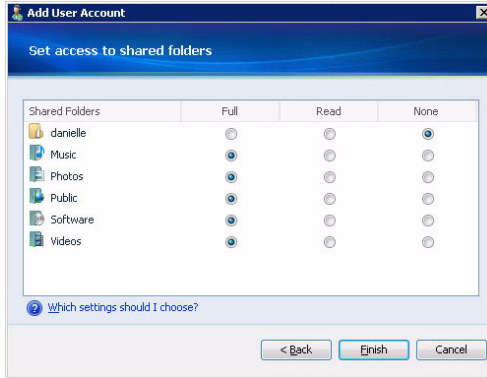 Add User Account
Set access to shared folders
Shared Folders Full Read None
danielle
Music
Photos
Public
Software
Videos
Which settings should I choose?
< Back Finish Cancel